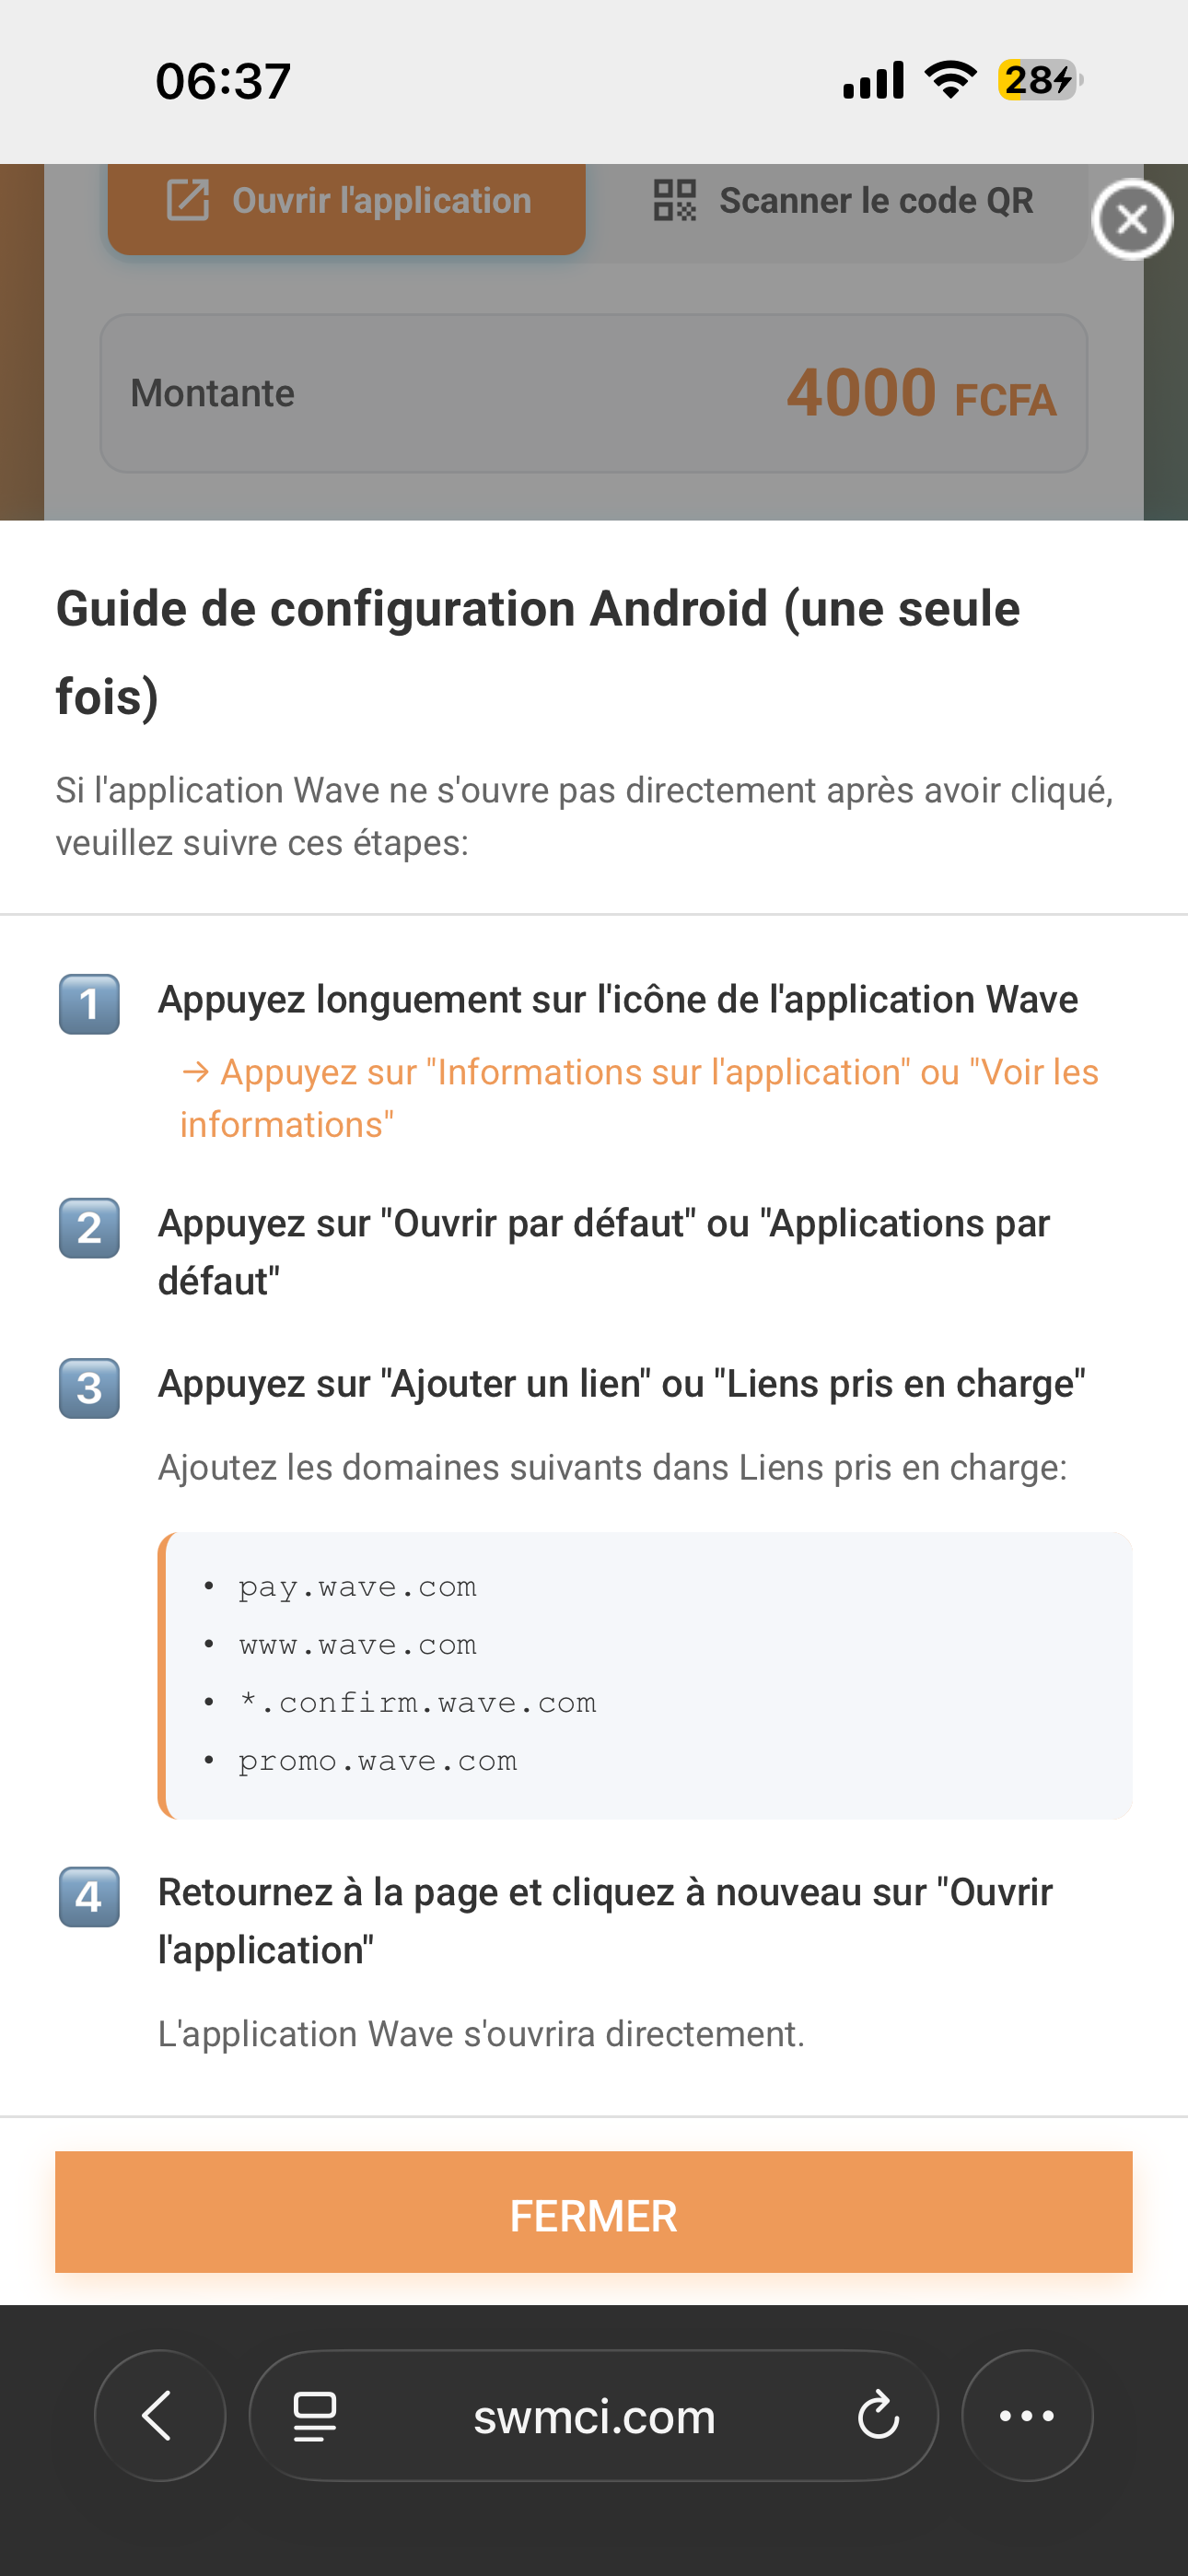 06:37
28
Ouvrir l'application
Scanner le code QR
Montante
4000 FCFA
Guide de configuration Android (une seule
fois)
Si l'application Wave ne s'ouvre pas directement après avoir cliqué,
veuillez suivre ces étapes:
1
Appuyez longuement sur l'icône de l'application Wave
→ Appuyez sur "Informations sur l'application" ou "Voir les
informations"
2
Appuyez sur "Ouvrir par défaut" ou "Applications par
défaut"
3
Appuyez sur "Ajouter un lien" ou "Liens pris en charge"
Ajoutez les domaines suivants dans Liens pris en charge:
• pay.wave.com
• www.wave.com
• *.confirm.wave.com
• promo.wave.com
4
Retournez à la page et cliquez à nouveau sur "Ouvrir
l'application"
L'application Wave s'ouvrira directement.
FERMER
swmci.com